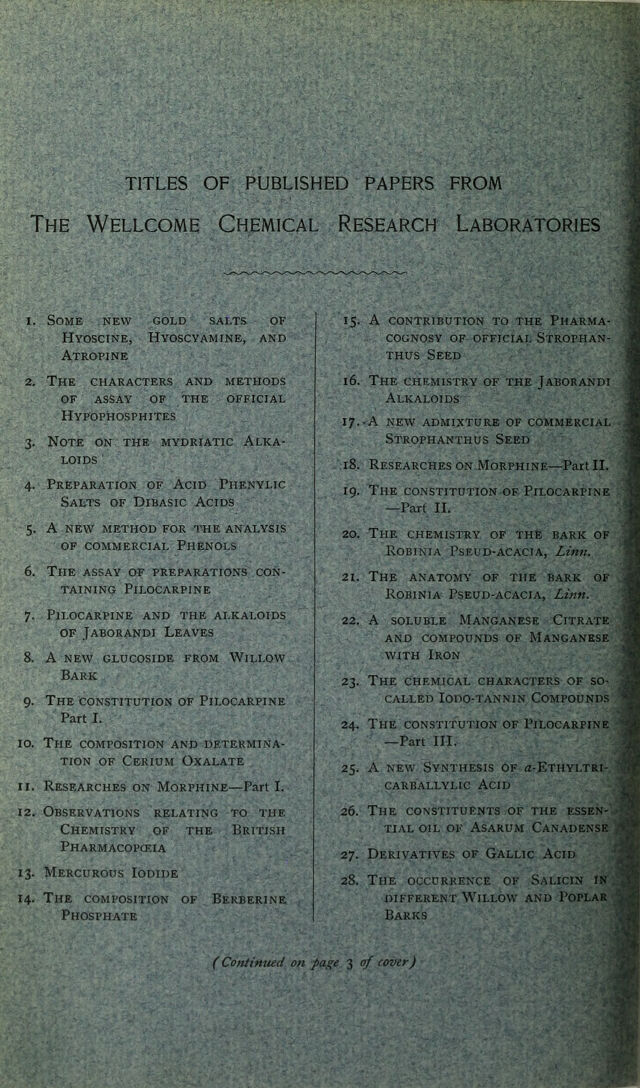 TITLES OF PUBLISHED PAPERS FROM
THE WELLCOME CHEMICAL RESEARCH LABORATORIES
1. SOME NEW GOLD SALTS OF
HYOSCINE, HYOSCYAMINE, AND
ATROPINE
2. THE CHARACTERS AND METHODS
OF ASSAY OF THE OFFICIAL
HYPOPHOSPHITES
3. NOTE ON THE MYDRIATIC ALKA-
LOIDS
4. PREPARATION OF ACID PHENYLIC
SALTS OF DIBASIC ACIDS
5. A NEW METHOD FOR THE ANALYSIS
OF COMMERCIAL PHENOLS
6. THE ASSAY OF PREPARATIONS CON-
TAINING PILOCARPINE
7. PILOCARPINE AND THE ALKALOIDS
OF JABORANDI LEAVES
8. A NEW GLUCOSIDE FROM WILLOW
BARK
9. THE CONSTITUTION OF PILOCARPINE
Part I.
10. THE COMPOSITION AND DETERMINA-
TION OF CERIUM OXALATE
11. RESEARCHES ON MORPHINE—Part I.
12. OBSERVATIONS RELATING TO THE
CHEMISTRY OF THE BRITISH
PHARMACOPŒIA
13. MERCUROUS IODIDE
14. THE COMPOSITION OF BERBERINE
PHOSPHATE
15. A CONTRIBUTION TO THE PHARMA-
COGNOSY OF OFFICIAL STROPHAN-
THUS SEED
16. THE CHEMISTRY OF THE JABORANDI
ALKALOIDS
17. A NEW ADMIXTURE OF COMMERCIAL
STROPHANTHUS SEED
18. RESEARCHES ON MORPHINE—Part II.
19. THE CONSTITUTION OF PILOCARPINE
—Part II.
20. THE CHEMISTRY OF THE BARK OF
ROBINIA PSEUD-ACACIA, Linn.
21. THE ANATOMY OF THE BARK OF
ROBINIA PSEUD-ACACIA, Linn.
22. A SOLUBLE MANGANESE CITRATE
AND COMPOUNDS OF MANGANESE
WITH IRON
23. THE CHEMICAL CHARACTERS OF SO-
CALLED IODO-TANNIN COMPOUNDS
24. THE CONSTITUTION OF PILOCARPINE
—Part III.
25. A NEW SYNTHESIS OF α-ETHYLTRI-
CARBALLYLIC ACID
26. THE CONSTITUENTS OF THE ESSEN-
TIAL OIL OF ASARUM CANADENSE
27. DERIVATIVES OF GALLIC ACID
28. THE OCCURRENCE OF SALICIN IN
DIFFERENT WILLOW AND POPLAR
BARKS
(Continued on page 3 of cover)